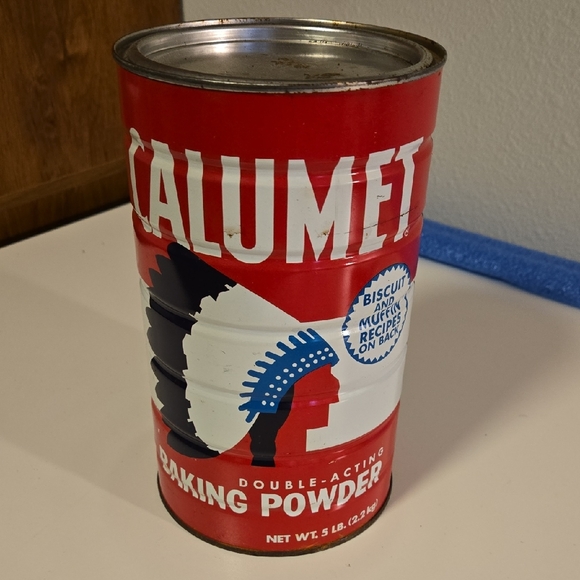 CALUMET
BISCUIT
AND
MUFFIN
RECIPES
ON BACK
DOUBLE-ACTING
BAKING POWDER
NET WT. 5 LB. (2.2 kg)